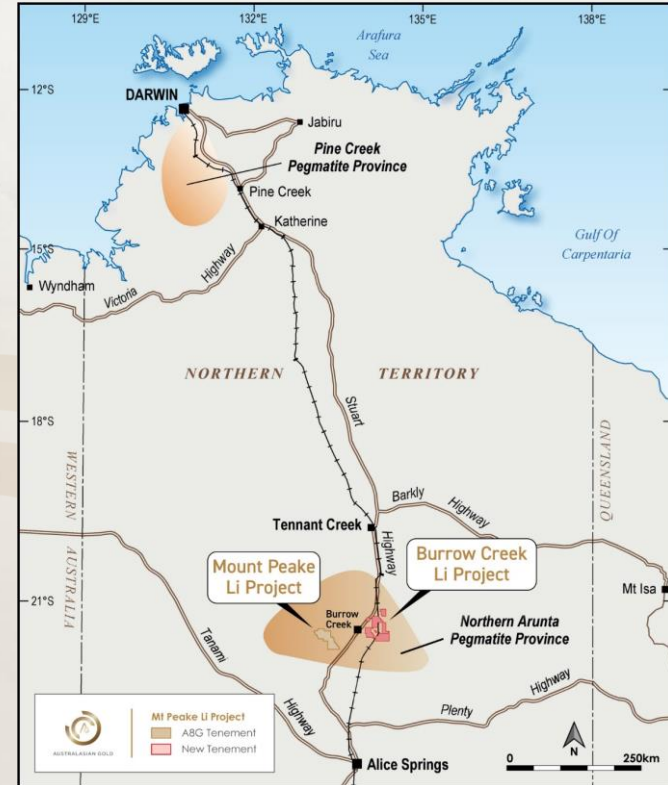 129°E
132°E
135°E
138°E
Arafura
Sea
12°S
DARWIN
Jabiru
Pine Creek
Pegmatite Province
Pine Creek
Katherine
15°S
Gulf Of
Carpentaria
Wyndham
Victoria
Highway
NORTHERN TERRITORY
Stuart
18°S
WESTERN
AUSTRALIA
QUEENSLAND
Barkly
Highway
Tennant Creek
Highway
Mount Peake
Li Project
Burrow Creek
Li Project
Mt Isa
21°S
Burrow
Creek
Northern Arunta
Pegmatite Province
Tanami
Highway
Plenty
Highway
Alice Springs
AUSTRALASIAN GOLD
Mt Peake Li Project
A8G Tenement
New Tenement
N
0
250km